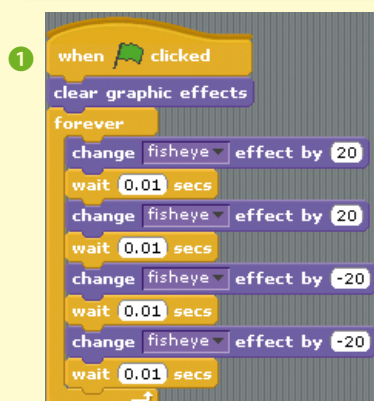 1
when clicked
clear graphic effects
forever
change fisheye effect by 20
wait 0.01 secs
change fisheye effect by 20
wait 0.01 secs
change fisheye effect by -20
wait 0.01 secs
change fisheye effect by -20
wait 0.01 secs